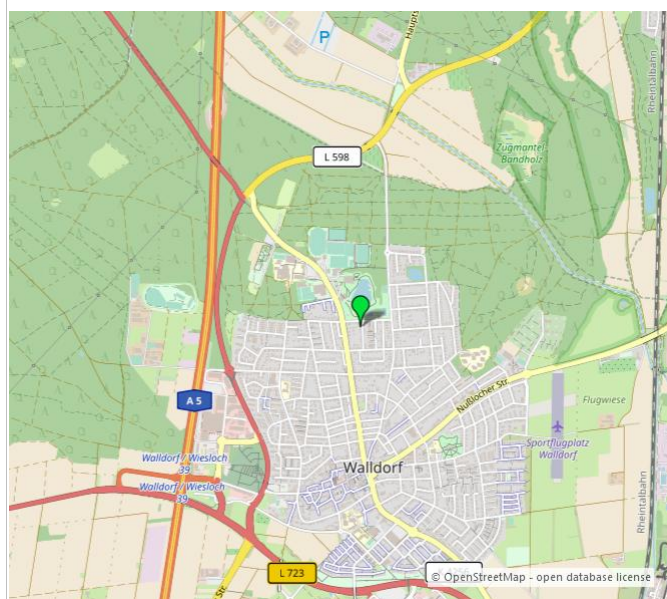 P
Haupts
Rheintalbahn
Zugmantel
Bandholz
L 598
A 5
Nußlocher Str.
Flugwiese
Sportflugplatz
Walldorf
Walldorf / Wiesloch
39
Walldorf / Wiesloch
39
Walldorf
Rheintalbahn
L 723
Str.
© OpenStreetMap - open database license